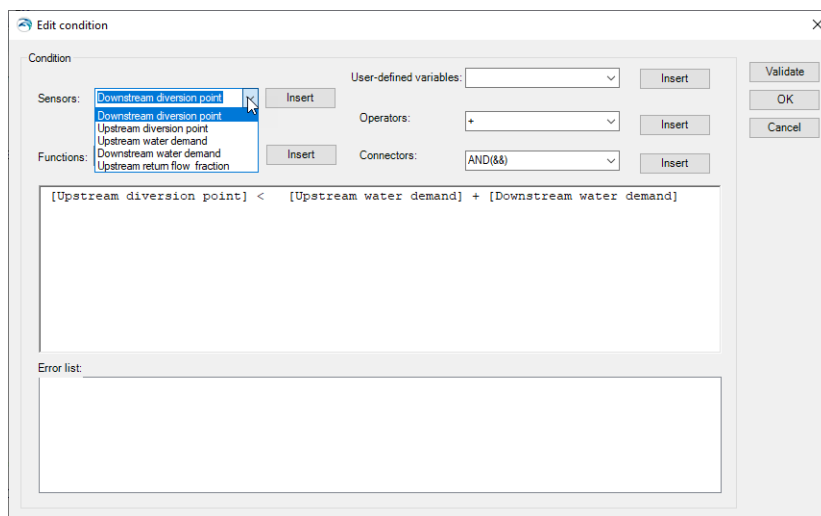 Edit condition
Condition
User-defined variables:
Insert
Validate
Sensors:
Downstream diversion point
Insert
OK
Downstream diversion point
Upstream diversion point
Upstream water demand
Downstream water demand
Upstream return flow fraction
Operators:
+
Insert
Cancel
Functions:
Insert
Connectors:
AND(&&)
Insert
[Upstream diversion point] < [Upstream water demand] + [Downstream water demand]
Error list: